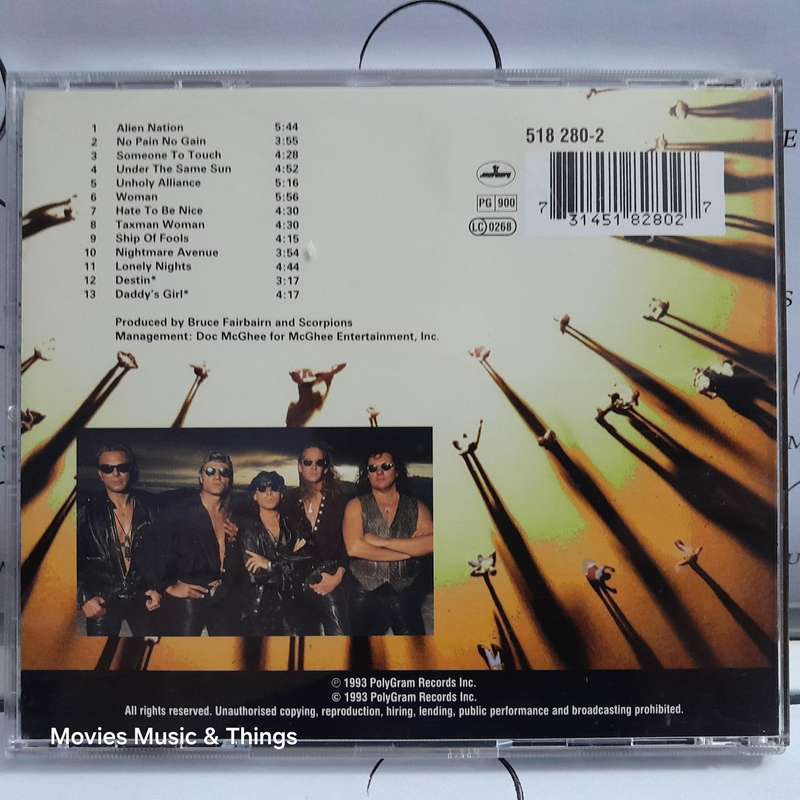 1 Alien Nation 5:44
2 No Pain No Gain 3:55
3 Someone To Touch 4:28
4 Under The Same Sun 4:52
5 Unholy Alliance 5:16
6 Woman 5:56
7 Hate To Be Nice 4:30
8 Taxman Woman 4:30
9 Ship Of Fools 4:15
10 Nightmare Avenue 3:54
11 Lonely Nights 4:44
12 Destin* 3:17
13 Daddy's Girl* 4:17
Produced by Bruce Fairbairn and Scorpions
Management: Doc McGhee for McGhee Entertainment, Inc.
518 280-2
mercury
PG 900
LC 0268
7 31451 82802 7
℗ 1993 PolyGram Records Inc.
© 1993 PolyGram Records Inc.
All rights reserved. Unauthorised copying, reproduction, hiring, lending, public performance and broadcasting prohibited.
Movies Music & Things